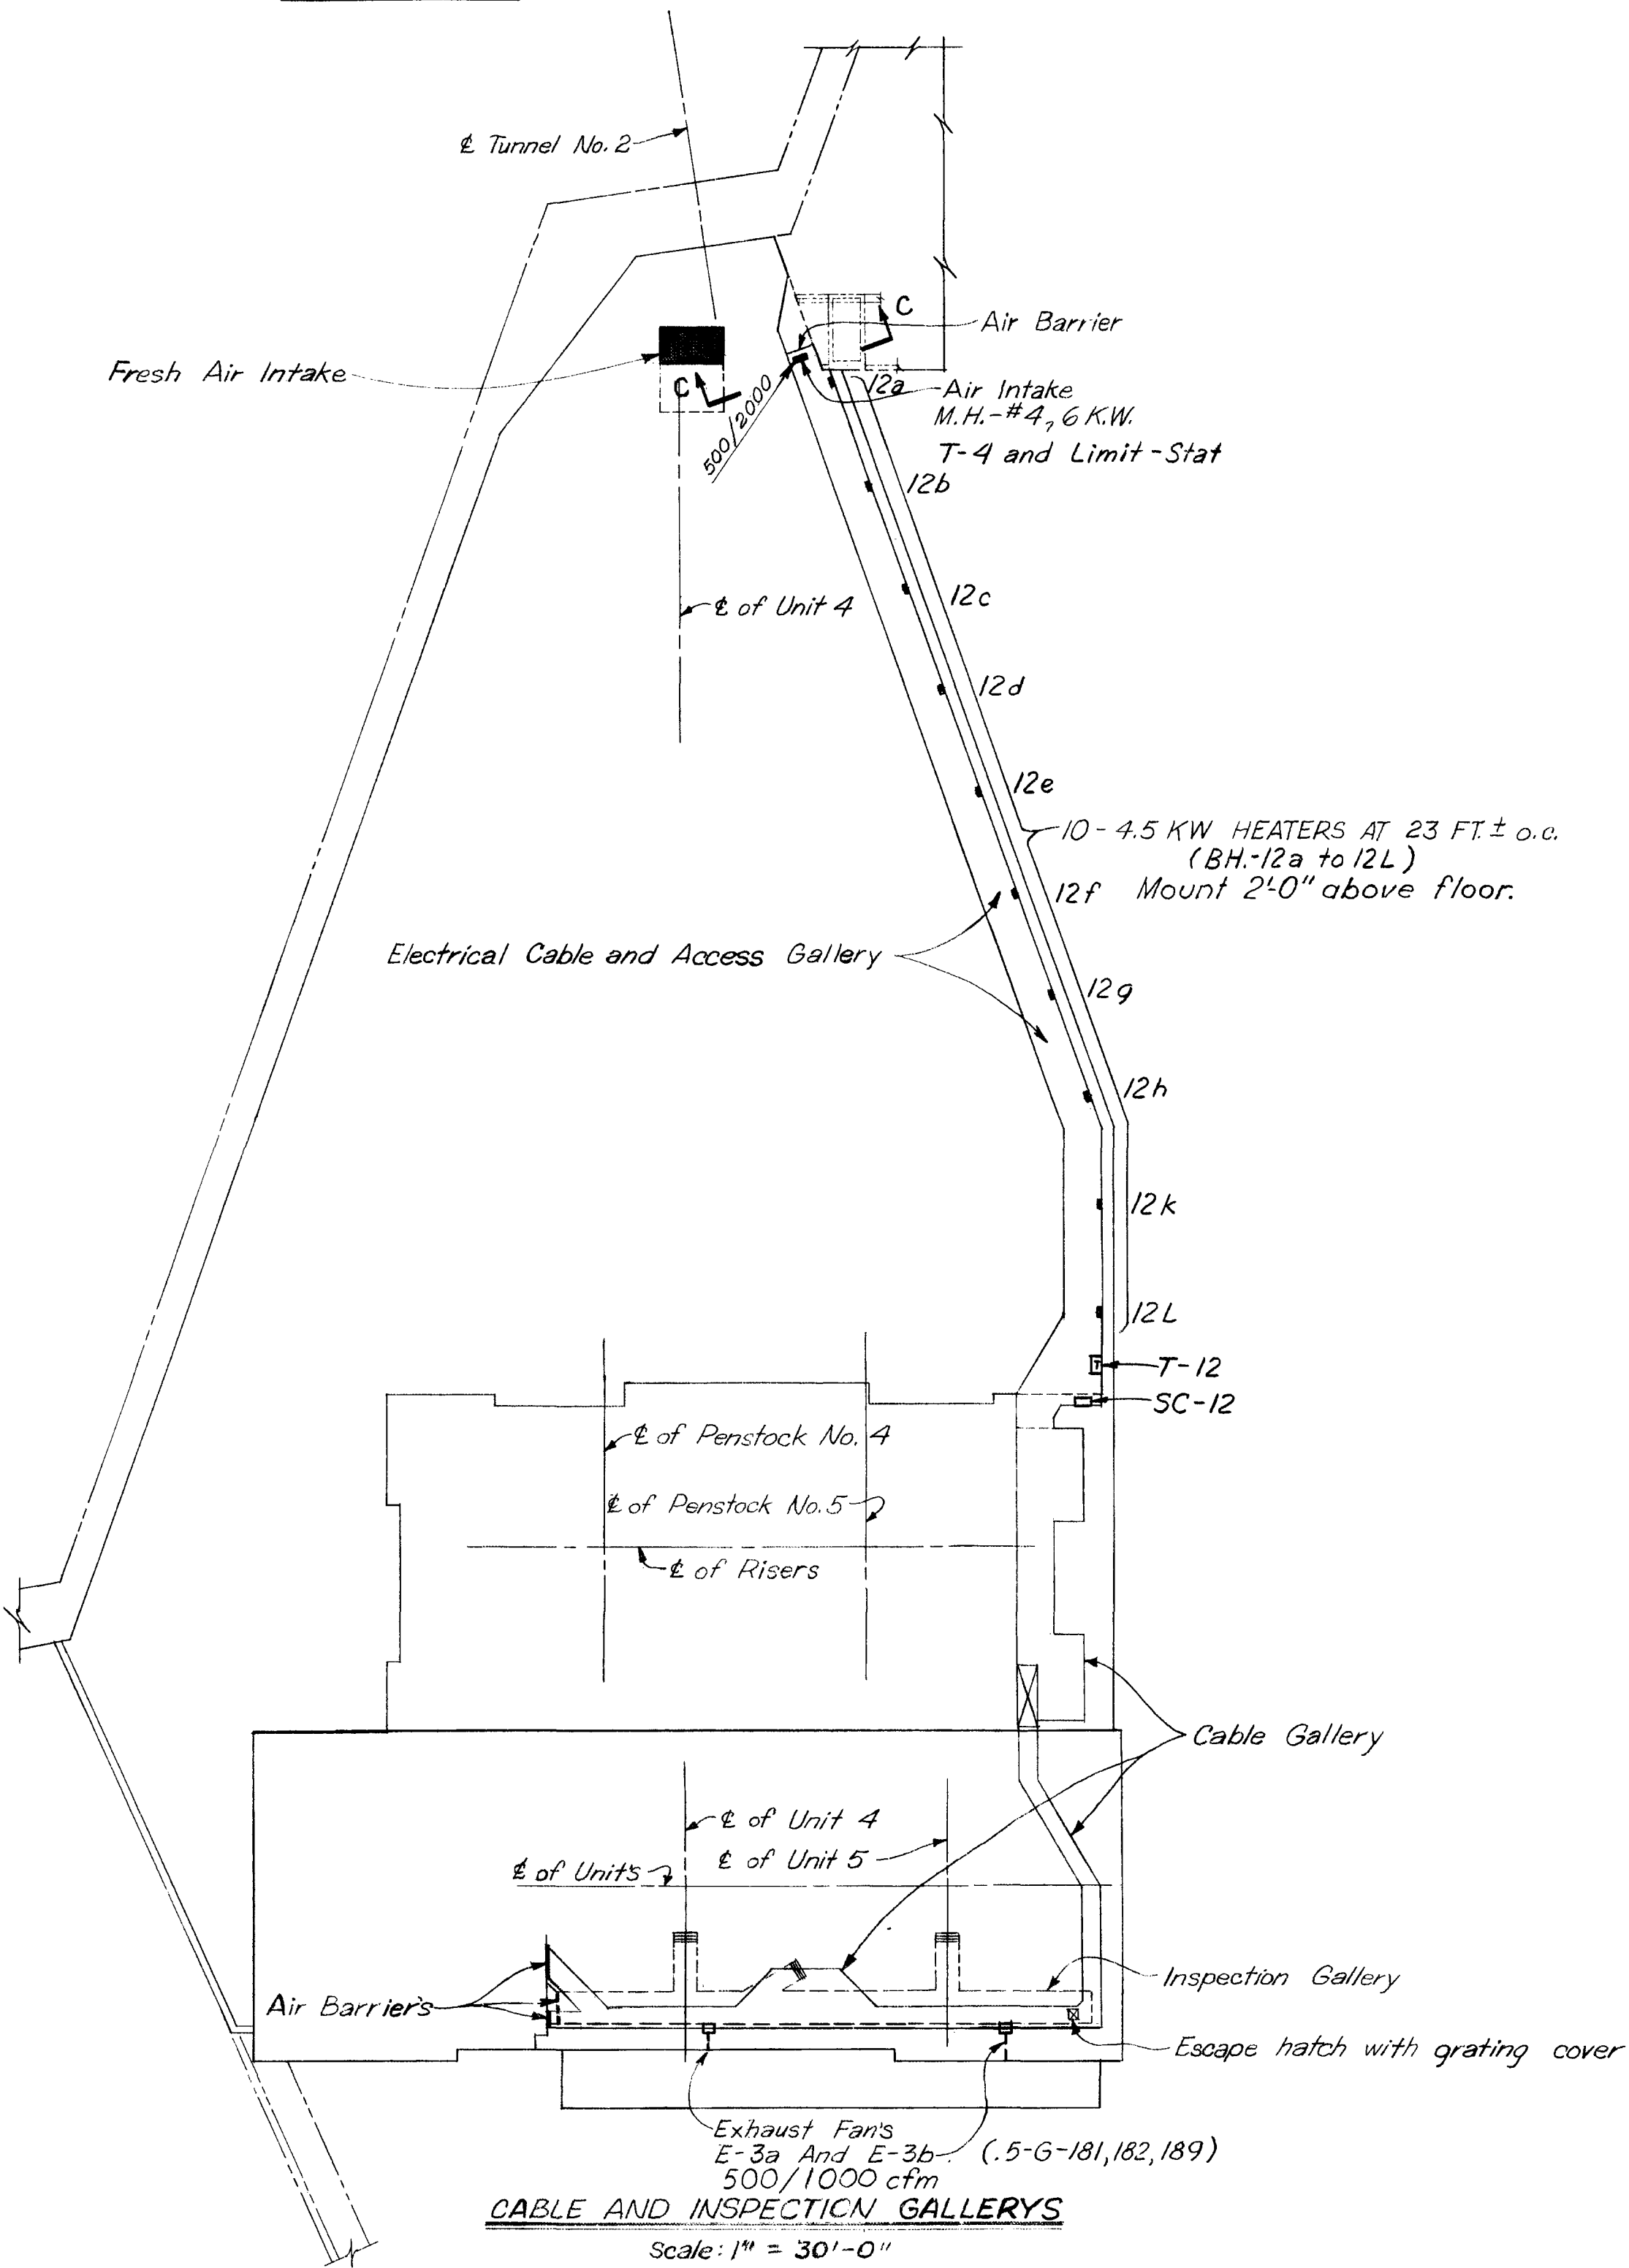 ℄ Tunnel No. 2
C
Air Barrier
Fresh Air Intake
C
500/2000
12a
Air Intake
M.H.-#4, 6 K.W.
T-4 and Limit-Stat
12b
12c
℄ of Unit 4
12d
12e
10 - 4.5 KW HEATERS AT 23 FT. ± o.c.
(BH.-12a to 12L)
12f
Mount 2'-0" above floor.
Electrical Cable and Access Gallery
12g
12h
12k
12L
T
T-12
SC-12
℄ of Penstock No. 4
℄ of Penstock No. 5
℄ of Risers
Cable Gallery
℄ of Unit 4
℄ of Unit 5
℄ of Unit's
Inspection Gallery
Air Barrier's
Escape hatch with grating cover
Exhaust Fan's
E-3a And E-3b. (.5-G-181,182,189)
500/1000 cfm
CABLE AND INSPECTION GALLERYS
Scale: 1" = 30'-0"